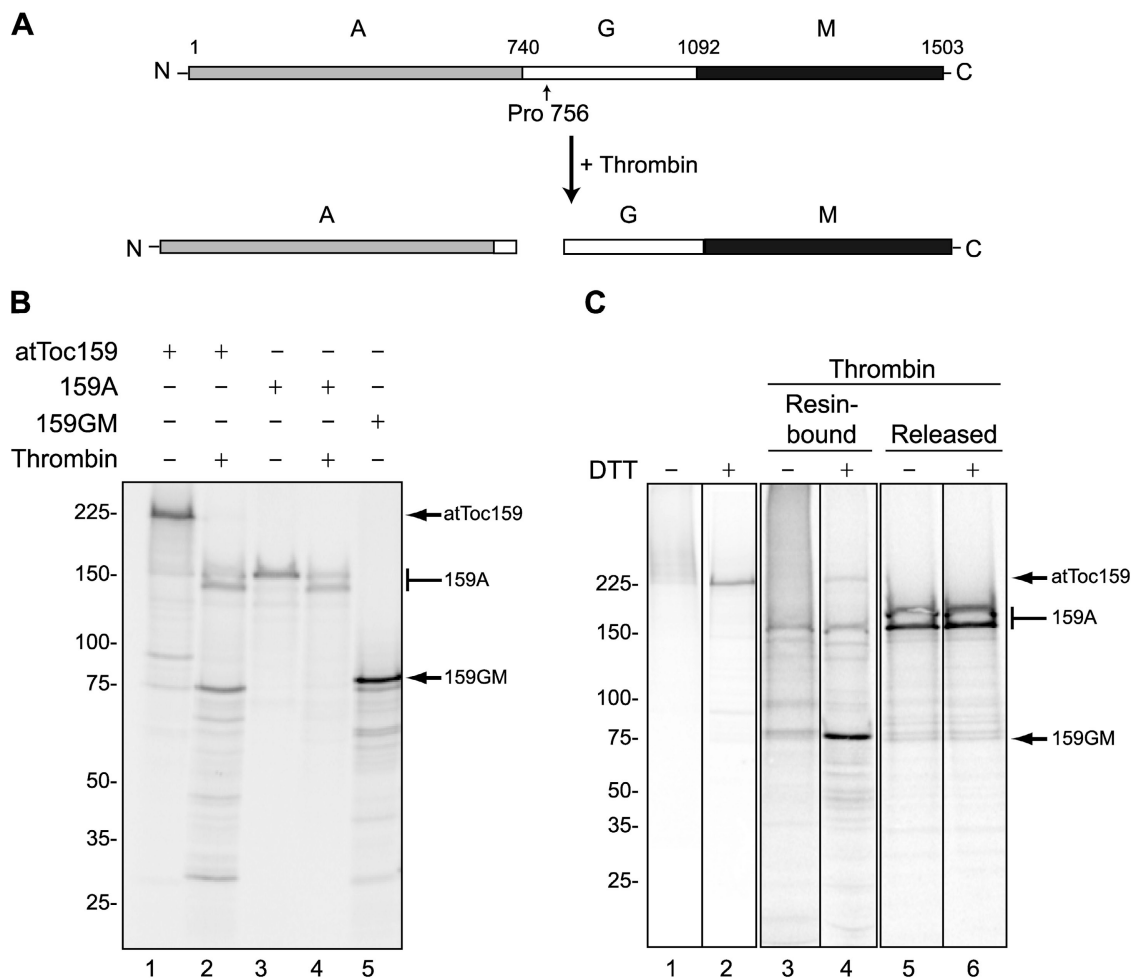 A
A G M
1 740 1092 1503
N C
Pro 756
+ Thrombin
A G M
N C
B
atToc159 + + − − −
159A − − + + −
159GM − − − − +
Thrombin − + − + −
225- atToc159
150- 159A
100-
75- 159GM
50-
35-
25-
1 2 3 4 5
C
Thrombin
Resin-
bound Released
DTT − + − + − +
225- atToc159
150- 159A
100-
75- 159GM
50-
35-
25-
1 2 3 4 5 6